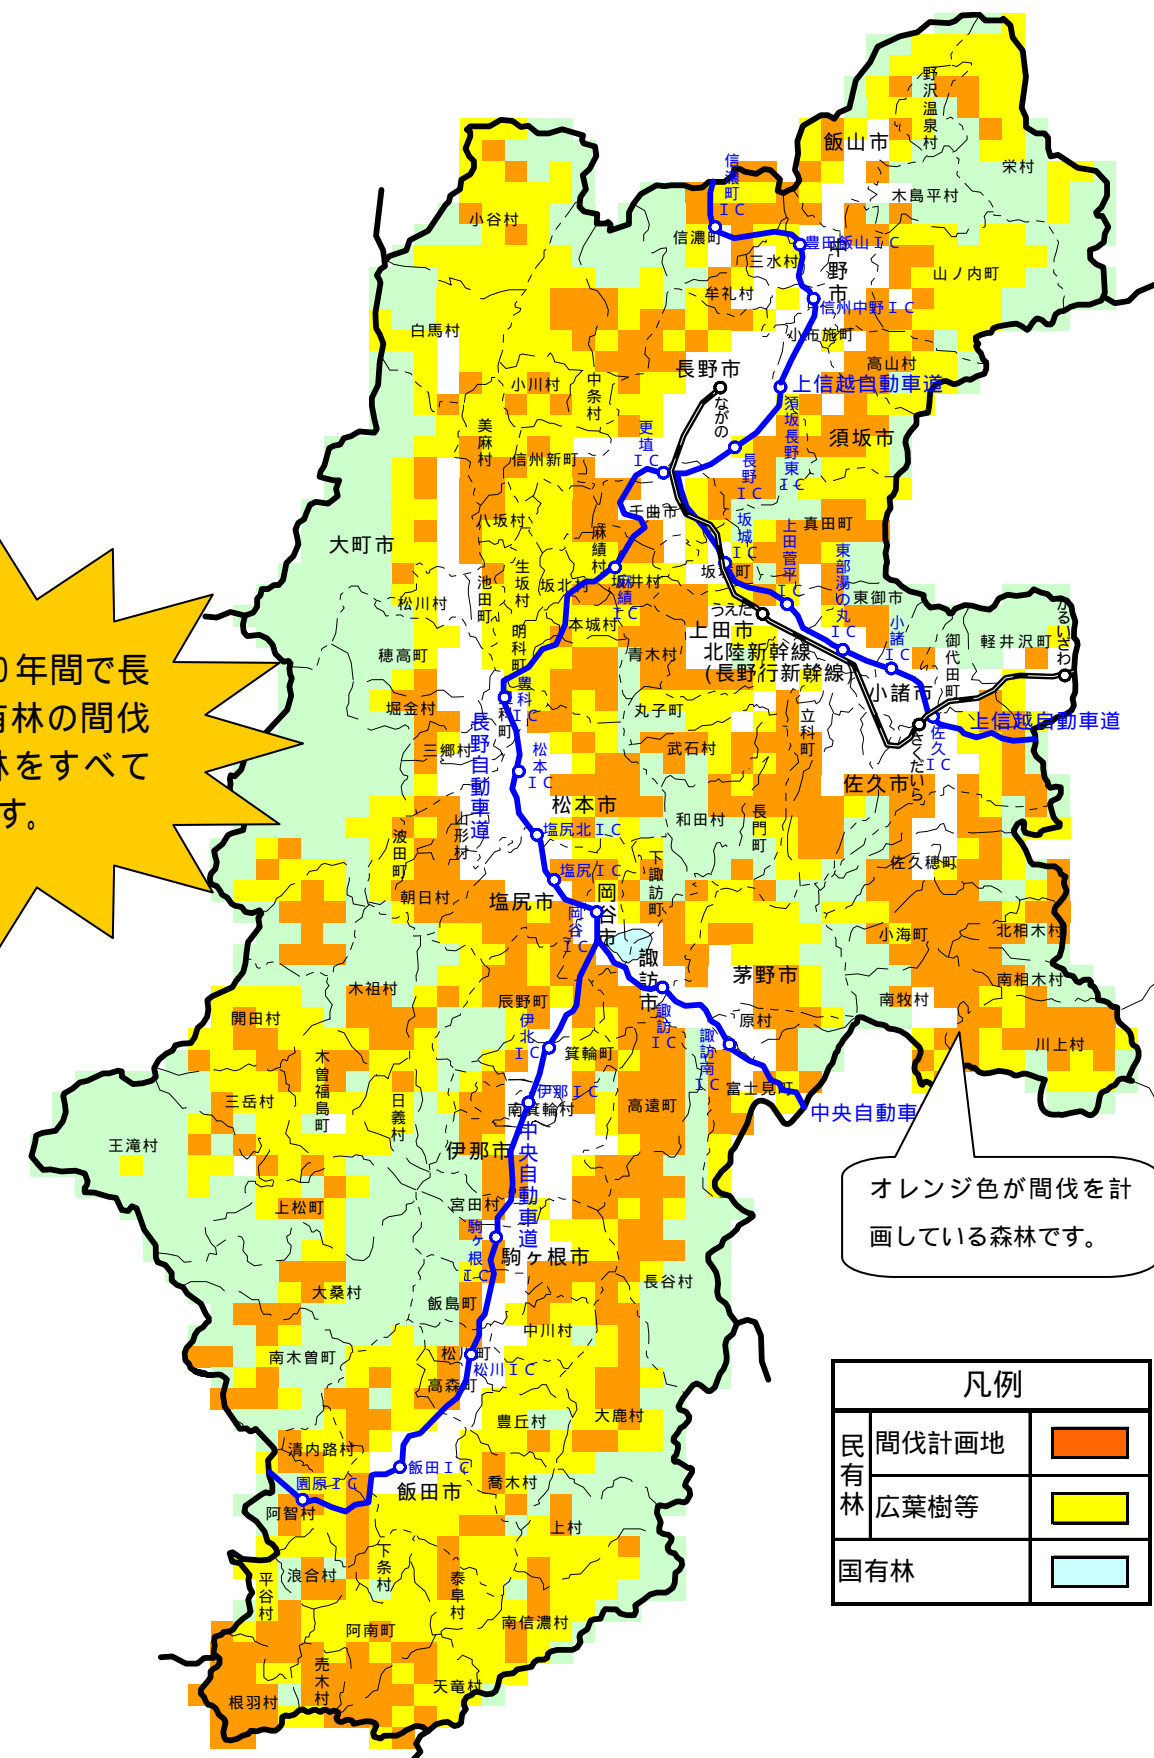 野沢温泉村
飯山市
栄村
信濃町IC
木島平村
小谷村
信濃町
豊田飯山IC
中野市
三水村
山ノ内町
牟礼村
信州中野IC
白馬村
小布施町
高山村
長野市
上信越自動車道
小川村
中条村
ながの
須坂長野東IC
美麻村
更埴IC
須坂市
信州新町
長野IC
千曲市
八坂村
麻績村
坂城IC
上田菅平IC
真田町
大町市
東部湯の丸IC
生坂村
池田町
坂北村
坂井村
麻績IC
坂城町
松川村
うえだ
東御市
小諸IC
かるいざわ
本城村
上田市
明科町
御代田町
軽井沢町
穂高町
青木村
北陸新幹線
(長野行新幹線)
0年間で長
有林の間伐
林をすべて
す。
豊科IC
豊科町
小諸市
堀金村
丸子町
長野自動車道
立科町
上信越自動車道
佐久IC
さくだいら
三郷村
松本IC
武石村
佐久市
松本市
山形村
波田町
塩尻北IC
和田村
長門町
佐久穂町
塩尻IC
下諏訪町
朝日村
塩尻市
岡谷市
岡谷IC
小海町
北相木村
諏訪市
茅野市
南相木村
木祖村
辰野町
南牧村
開田村
伊北IC
諏訪IC
原村
諏訪南IC
箕輪町
川上村
木曽福島町
三岳村
日義村
伊那IC
南箕輪村
高遠町
富士見町
中央自動車
王滝村
伊那市
中央自動車道
オレンジ色が間伐を計
画している森林です。
上松町
宮田村
駒ヶ根IC
駒ヶ根市
長谷村
大桑村
飯島町
中川村
南木曽町
松川町
松川IC
高森町
豊丘村
大鹿村
清内路村
飯田IC
園原IC
飯田市
喬木村
阿智村
上村
下条村
平谷村
浪合村
泰阜村
阿南町
南信濃村
売木村
天竜村
根羽村
凡例
民有林
間伐計画地
広葉樹等
国有林